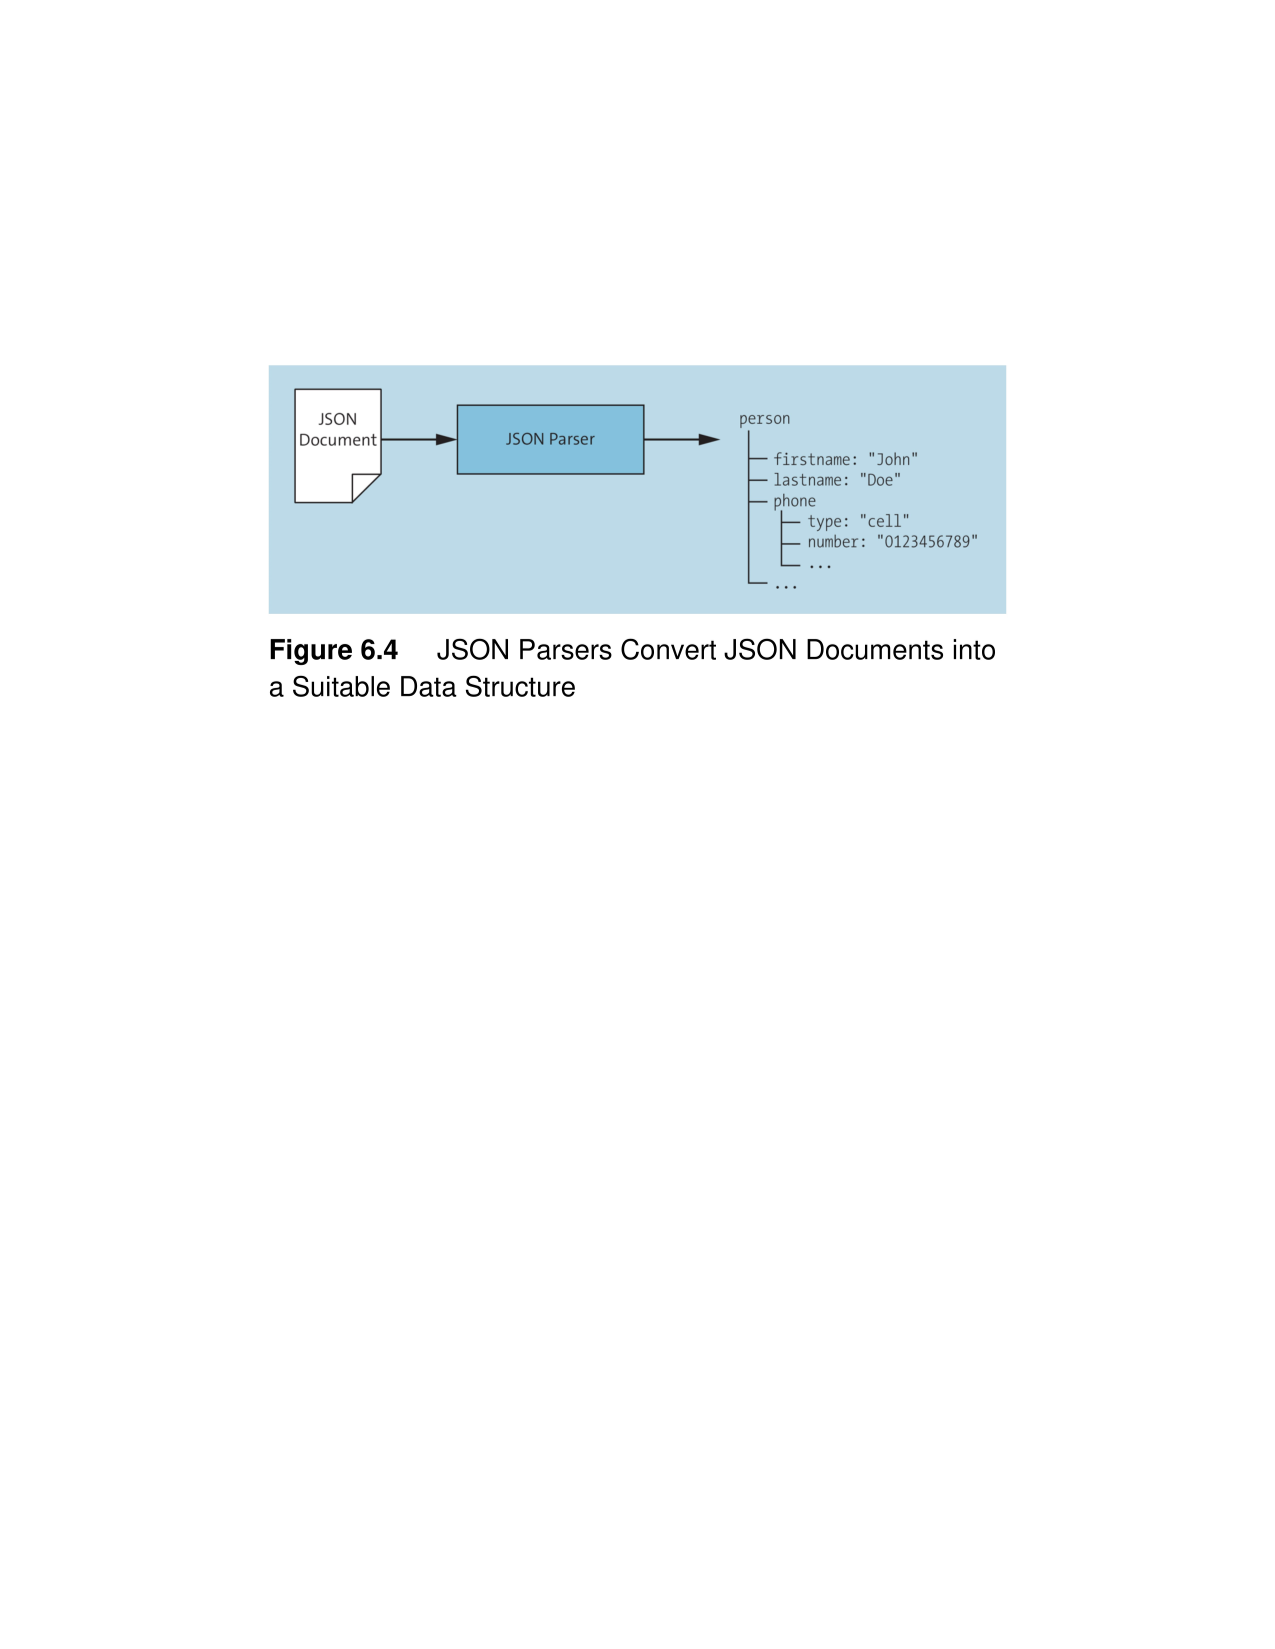 JSON
Document
JSON Parser
person
firstname: "John"
lastname: "Doe"
phone
type: "cell"
number: "0123456789"
...
...
Figure 6.4 JSON Parsers Convert JSON Documents into
a Suitable Data Structure